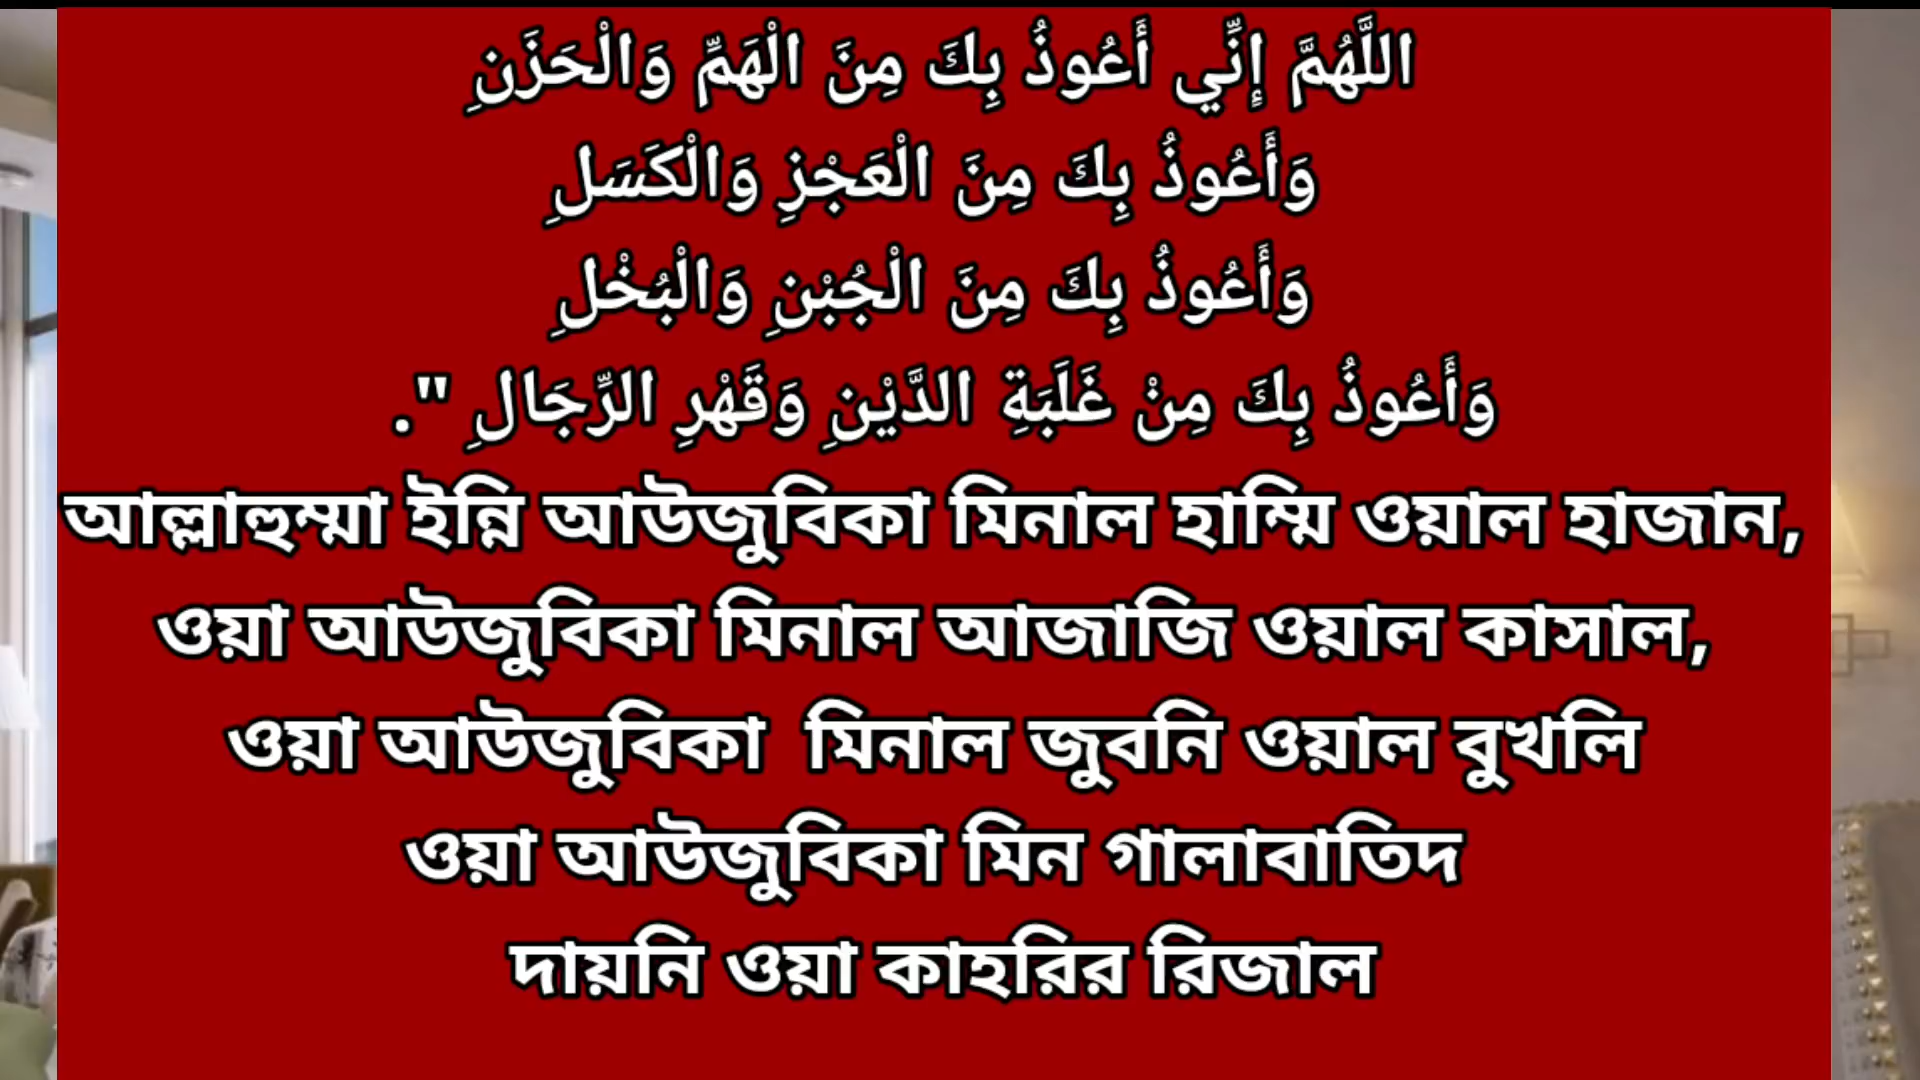 اللَّهُمَّ إِنِّي أَعُوذُ بِكَ مِنَ الْهَمِّ وَالْحَزَنِ
وَأَعُوذُ بِكَ مِنَ الْعَجْزِ وَالْكَسَلِ
وَأَعُوذُ بِكَ مِنَ الْجُبْنِ وَالْبُخْلِ
وَأَعُوذُ بِكَ مِنْ غَلَبَةِ الدَّيْنِ وَقَهْرِ الرِّجَالِ ".
আল্লাহুম্মা ইন্নি আউজুবিকা মিনাল হাম্মি ওয়াল হাজান,
ওয়া আউজুবিকা মিনাল আজাজি ওয়াল কাসাল,
ওয়া আউজুবিকা মিনাল জুবনি ওয়াল বুখলি
ওয়া আউজুবিকা মিন গালাবাতিদ
দায়নি ওয়া কাহরির রিজাল